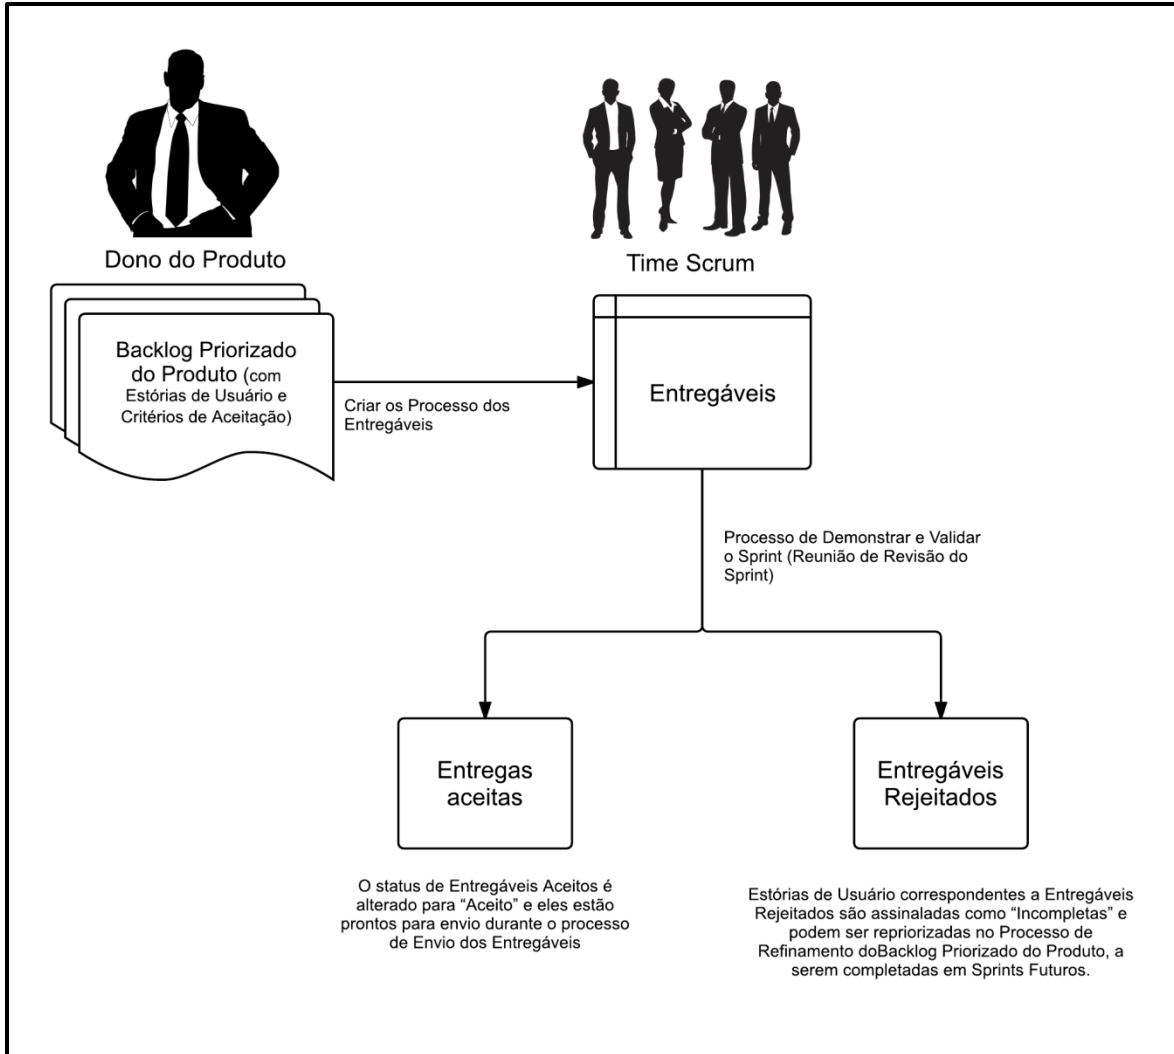 Dono do Produto
Time Scrum
Backlog Priorizado
do Produto (com
Estórias de Usuário e
Critérios de Aceitação)
Criar os Processo dos
Entregáveis
Entregáveis
Processo de Demonstrar e Validar
o Sprint (Reunião de Revisão do
Sprint)
Entregas
aceitas
Entregáveis
Rejeitados
O status de Entregáveis Aceitos é
alterado para “Aceito” e eles estão
prontos para envio durante o processo
de Envio dos Entregáveis
Estórias de Usuário correspondentes a Entregáveis
Rejeitados são assinaladas como “Incompletas” e
podem ser repriorizadas no Processo de
Refinamento doBacklog Priorizado do Produto, a
serem completadas em Sprints Futuros.